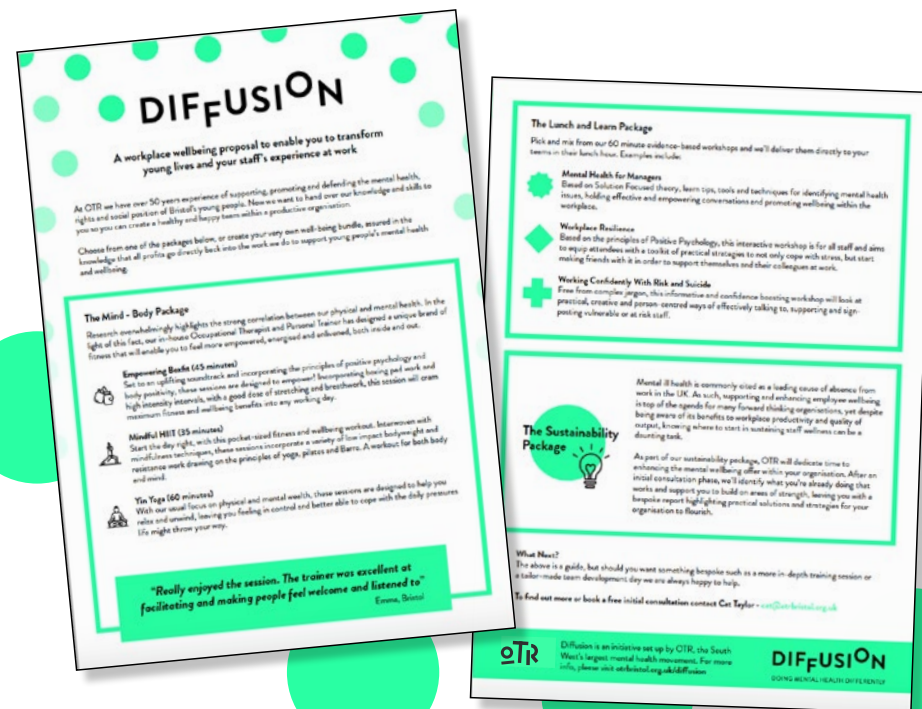 DIFFUSION
A workplace wellbeing proposal to enable you to transform
young lives and your staff's experience at work
At OTR we have over 50 years experience of supporting, promoting and defending the mental health,
rights and social position of Bristol's young people. Now we want to hand over our knowledge and skills to
you so you can create a healthy and happy team within a productive organisation.
Choose from one of the packages below, or create your very own well-being bundle, assured in the
knowledge that all profits go directly back into the work we do to support young people's mental health
and wellbeing.
The Mind - Body Package
Research overwhelmingly highlights the strong correlation between our physical and mental health. In the
light of this fact, our in-house Occupational Therapist and Personal Trainer has designed a unique brand of
fitness that will enable you to feel more empowered, energised and enlivened, both inside and out.
Empowering Boxfit (45 minutes)
Set to an uplifting soundtrack and incorporating the principles of positive psychology and
body positivity, these sessions are designed to empower! Incorporating boxing pad work and
high intensity intervals, with a good dose of stretching and breathwork, this session will cram
maximum fitness and wellbeing benefits into any working day.
Mindful HIIT (35 minutes)
Start the day right, with this pocket-sized fitness and wellbeing workout. Interwoven with
mindfulness techniques, these sessions incorporate a variety of low impact bodyweight and
resistance work drawing on the principles of yoga, pilates and Barre. A workout for both body
and mind.
Yin Yoga (60 minutes)
With our usual focus on physical and mental wealth, these sessions are designed to help you
relax and unwind, leaving you feeling in control and better able to cope with the daily pressures
life might throw your way.
"Really enjoyed the session. The trainer was excellent at
facilitating and making people feel welcome and listened to"
Emma, Bristol
The Lunch and Learn Package
Pick and mix from our 60 minute evidence-based workshops and we'll deliver them directly to your
teams in their lunch hour. Examples include:
Mental Health for Managers
Based on Solution Focused theory, learn tips, tools and techniques for identifying mental health
issues, holding effective and empowering conversations and promoting wellbeing within the
workplace.
Workplace Resilience
Based on the principles of Positive Psychology, this interactive workshop is for all staff and aims
to equip attendees with a toolkit of practical strategies to not only cope with stress, but start
making friends with it in order to support themselves and their colleagues at work.
Working Confidently With Risk and Suicide
Free from complex jargon, this informative and confidence boosting workshop will look at
practical, creative and person-centred ways of effectively talking to, supporting and sign-
posting vulnerable or at risk staff.
The Sustainability
Package
Mental ill health is commonly cited as a leading cause of absence from
work in the UK. As such, supporting and enhancing employee wellbeing
is top of the agenda for many forward thinking organisations, yet despite
being aware of its benefits to workplace productivity and quality of
output, knowing where to start in sustaining staff wellness can be a
daunting task.
As part of our sustainability package, OTR will dedicate time to
enhancing the mental wellbeing offer within your organisation. After an
initial consultation phase, we'll identify what you're already doing that
works and support you to build on areas of strength, leaving you with a
bespoke report highlighting practical solutions and strategies for your
organisation to flourish.
What Next?
The above is a guide, but should you want something bespoke such as a more in-depth training session or
a tailor-made team development day we are always happy to help.
To find out more or book a free initial consultation contact Cat Taylor - cat@otrbristol.org.uk
OTR
Diffusion is an initiative set up by OTR, the South
West's largest mental health movement. For more
info, please visit otrbristol.org.uk/diffusion
DIFFUSION
DOING MENTAL HEALTH DIFFERENTLY